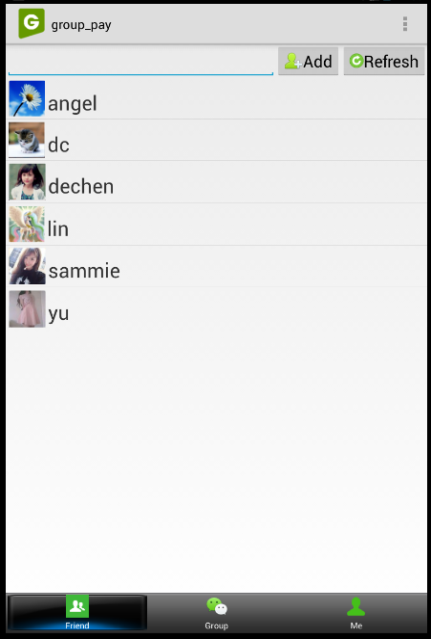 G group_pay
Add Refresh
angel
dc
dechen
lin
sammie
yu
Friend Group Me